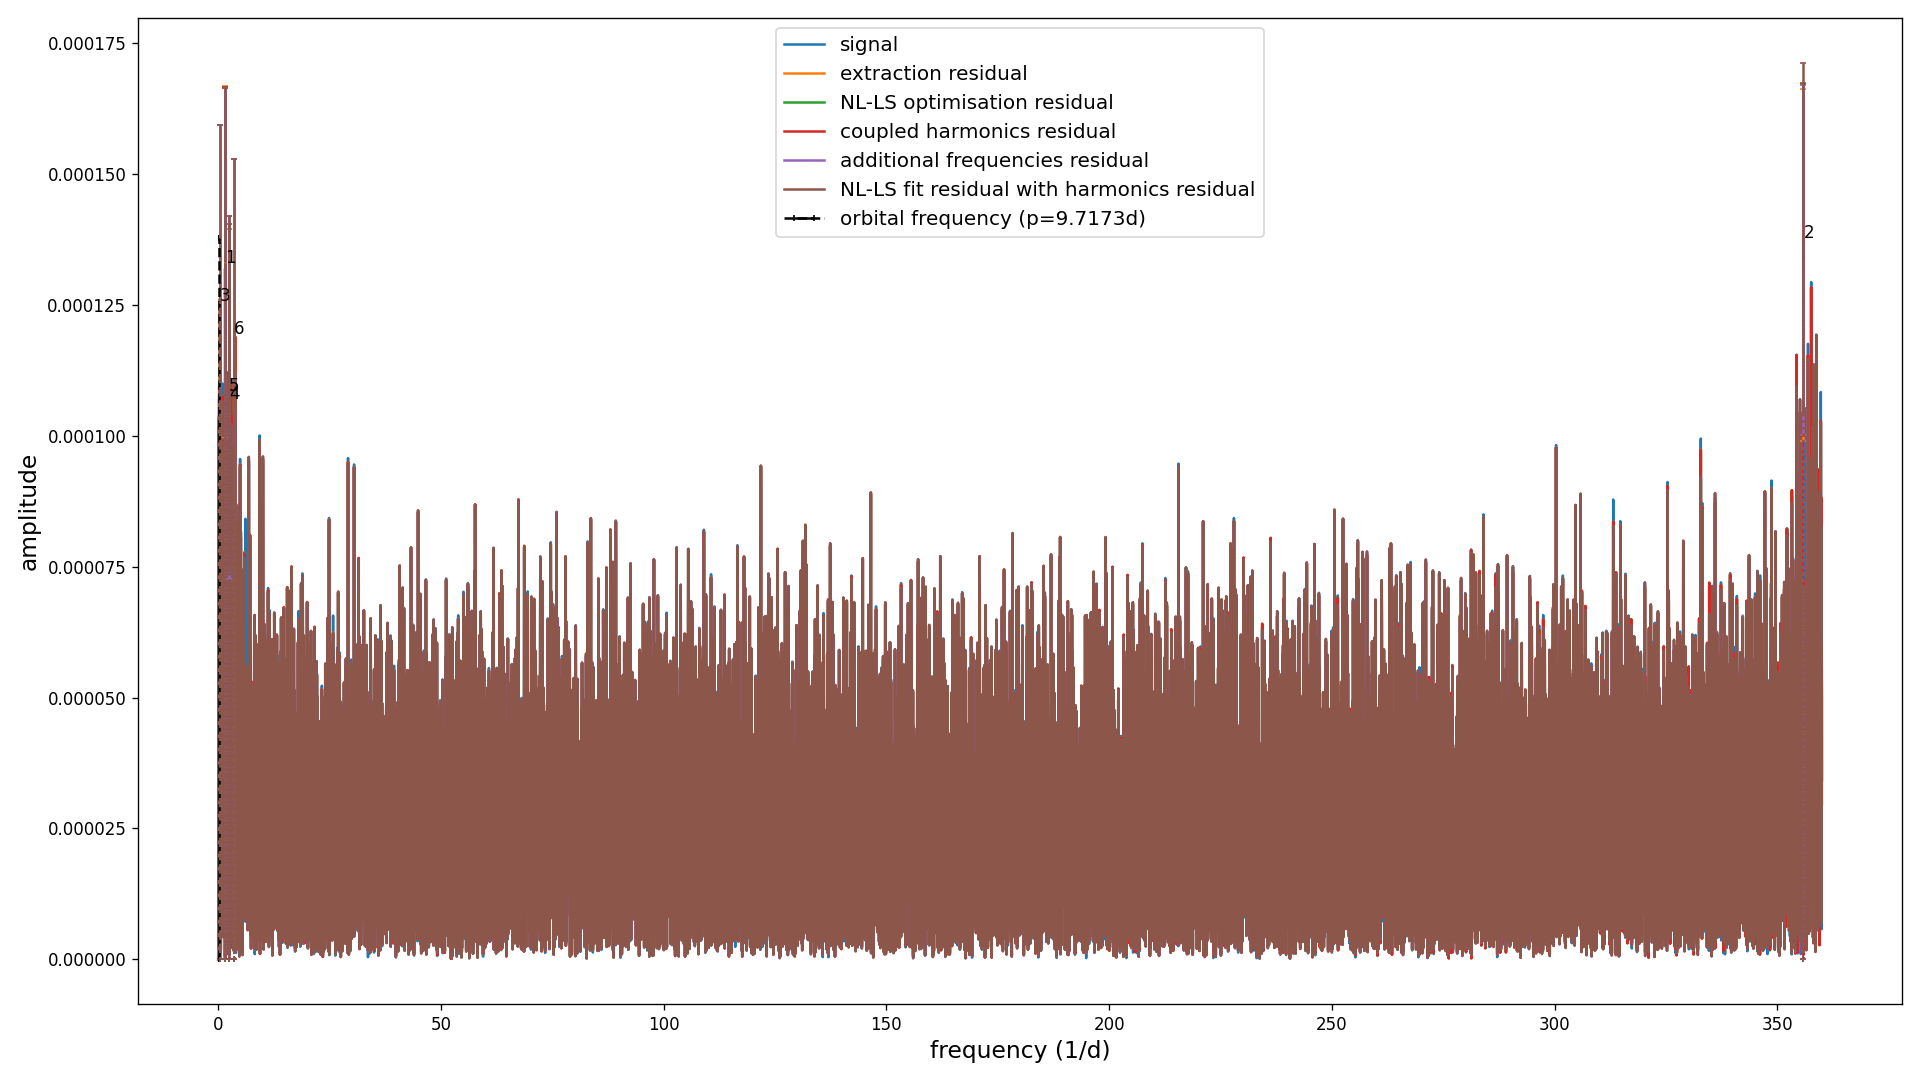 0.000175
0.000150
0.000125
0.000100
0.000075
0.000050
0.000025
0.000000
amplitude
signal
extraction residual
NL-LS optimisation residual
coupled harmonics residual
additional frequencies residual
NL-LS fit residual with harmonics residual
orbital frequency (p=9.7173d)
2
1
3
6
5
4
0 50 100 150 200 250 300 350
frequency (1/d)